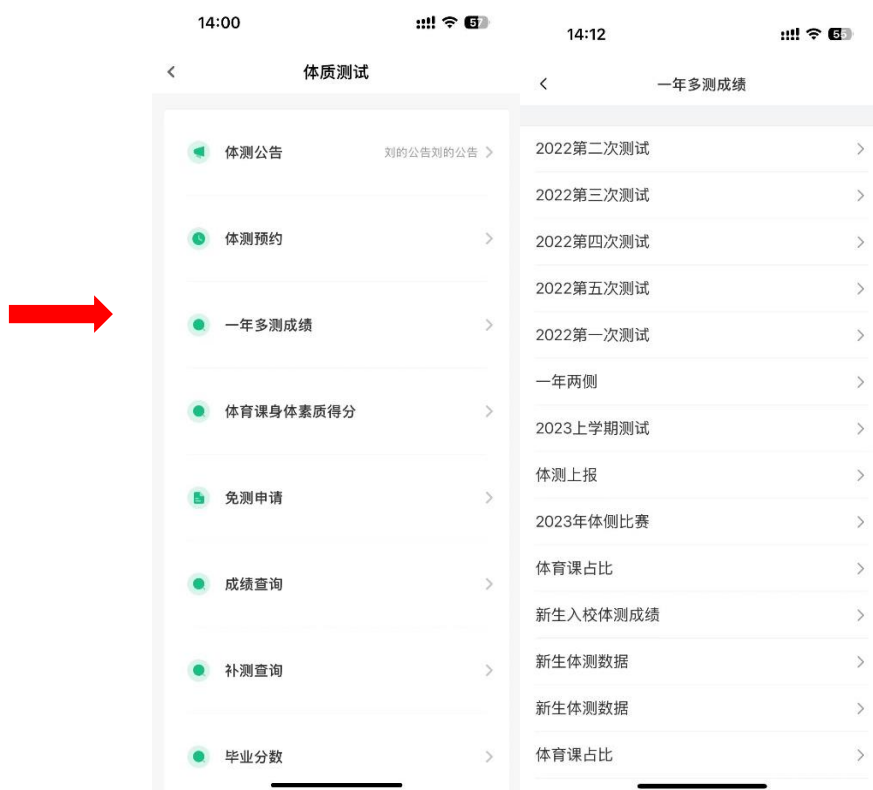 14:00
57
体质测试
体测公告
刘的公告刘的公告
体测预约
一年多测成绩
体育课身体素质得分
免测申请
成绩查询
补测查询
毕业分数
14:12
55
一年多测成绩
2022第二次测试
2022第三次测试
2022第四次测试
2022第五次测试
2022第一次测试
一年两侧
2023上学期测试
体测上报
2023年体侧比赛
体育课占比
新生入校体测成绩
新生体测数据
新生体测数据
体育课占比